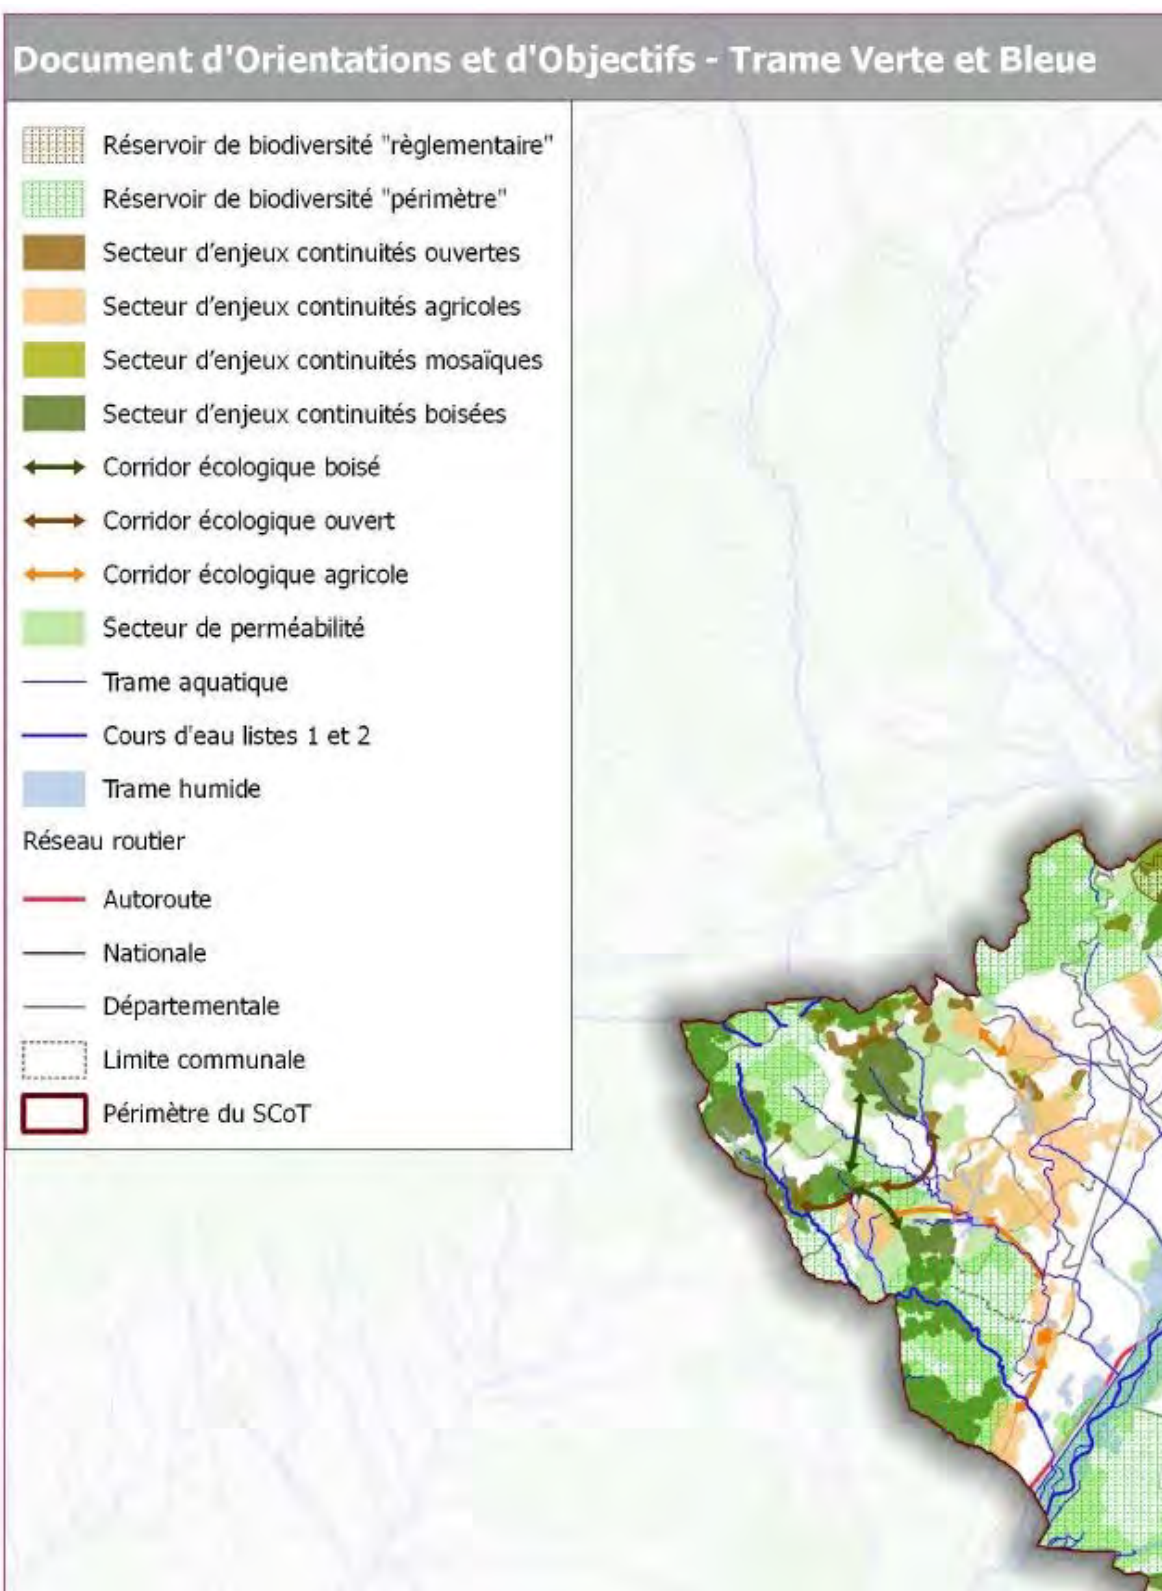 Document d'Orientations et d'Objectifs - Trame Verte et Bleue
Réservoir de biodiversité "règlementaire"
Réservoir de biodiversité "périmètre"
Secteur d'enjeux continuités ouvertes
Secteur d'enjeux continuités agricoles
Secteur d'enjeux continuités mosaïques
Secteur d'enjeux continuités boisées
Corridor écologique boisé
Corridor écologique ouvert
Corridor écologique agricole
Secteur de perméabilité
Trame aquatique
Cours d'eau listes 1 et 2
Trame humide
Réseau routier
Autoroute
Nationale
Départementale
Limite communale
Périmètre du SCoT